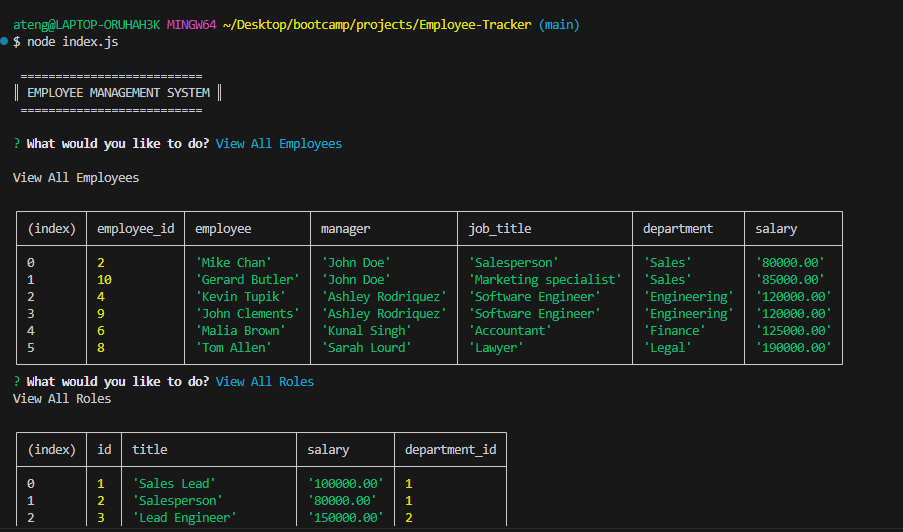 ateng@LAPTOP-ORUHAH3K MINGW64 ~/Desktop/bootcamp/projects/Employee-Tracker (main)
$ node index.js
==========================
║ EMPLOYEE MANAGEMENT SYSTEM ║
==========================
? What would you like to do? View All Employees
View All Employees
(index) employee_id employee manager job_title department salary
0 2 'Mike Chan' 'John Doe' 'Salesperson' 'Sales' '80000.00'
1 10 'Gerard Butler' 'John Doe' 'Marketing specialist' 'Sales' '85000.00'
2 4 'Kevin Tupik' 'Ashley Rodriquez' 'Software Engineer' 'Engineering' '120000.00'
3 9 'John Clements' 'Ashley Rodriquez' 'Software Engineer' 'Engineering' '120000.00'
4 6 'Malia Brown' 'Kunal Singh' 'Accountant' 'Finance' '125000.00'
5 8 'Tom Allen' 'Sarah Lourd' 'Lawyer' 'Legal' '190000.00'
? What would you like to do? View All Roles
View All Roles
(index) id title salary department_id
0 1 'Sales Lead' '100000.00' 1
1 2 'Salesperson' '80000.00' 1
2 3 'Lead Engineer' '150000.00' 2